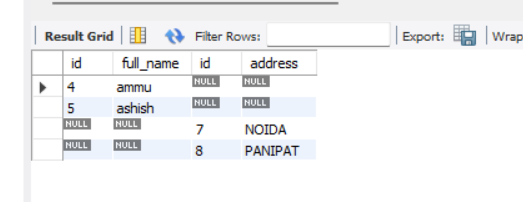 Result Grid Filter Rows: Export: Wrap
id full_name id address
4 ammu NULL NULL
5 ashish NULL NULL
NULL NULL 7 NOIDA
NULL NULL 8 PANIPAT